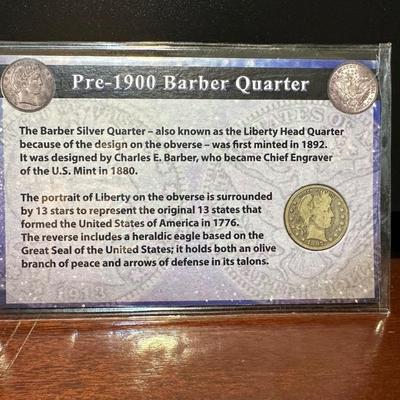 Pre-1900 Barber Quarter
The Barber Silver Quarter – also known as the Liberty Head Quarter
because of the design on the obverse – was first minted in 1892.
It was designed by Charles E. Barber, who became Chief Engraver
of the U.S. Mint in 1880.
The portrait of Liberty on the obverse is surrounded
by 13 stars to represent the original 13 states that
formed the United States of America in 1776.
The reverse includes a heraldic eagle based on the
Great Seal of the United States; it holds both an olive
branch of peace and arrows of defense in its talons.